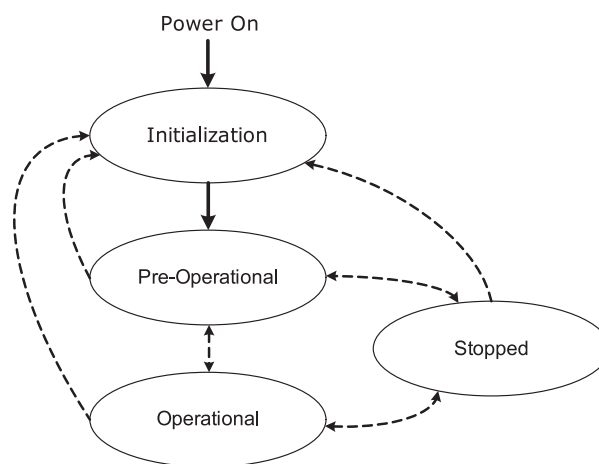 Power On
Initialization
Pre-Operational
Stopped
Operational